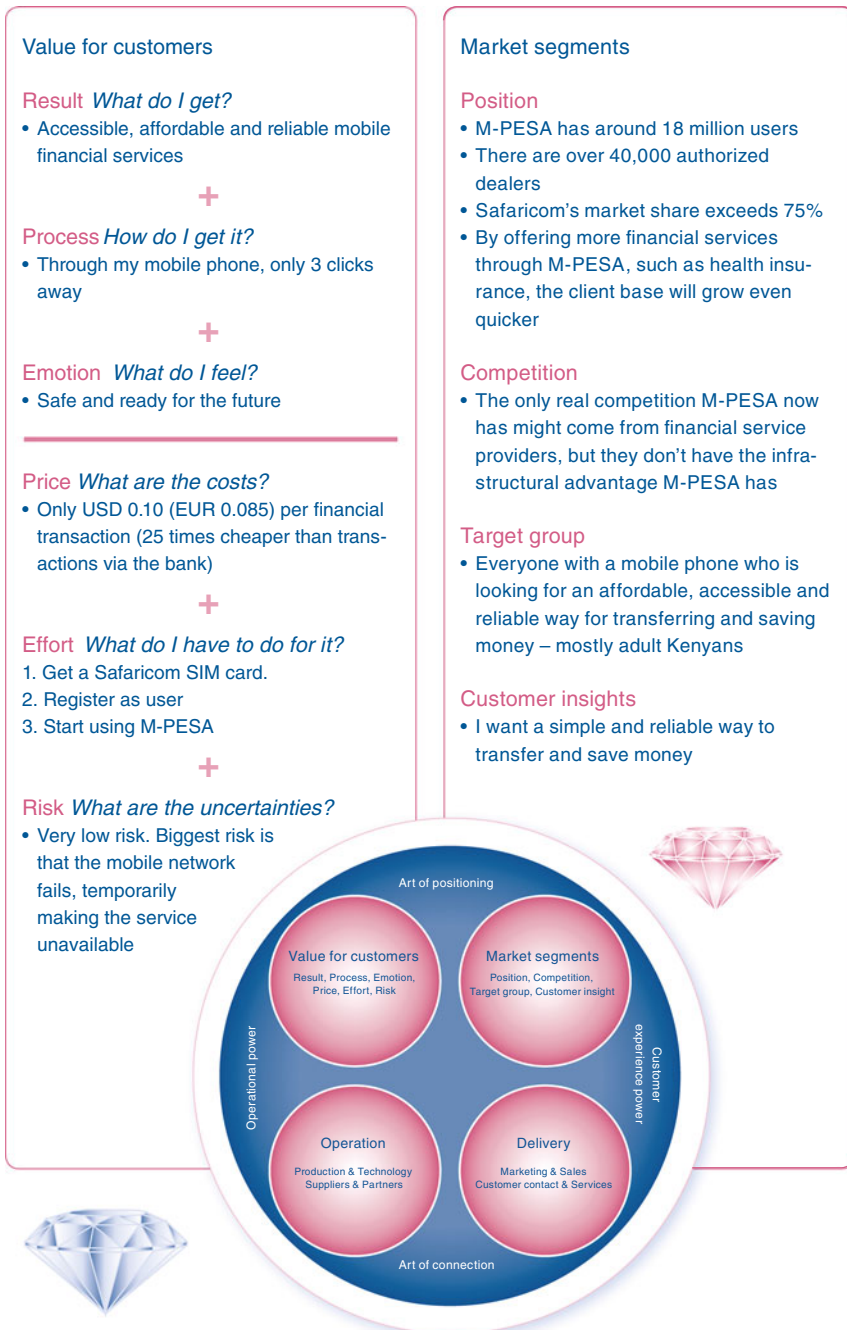 Value for customers
Result What do I get?
• Accessible, affordable and reliable mobile
financial services
+
Process How do I get it?
• Through my mobile phone, only 3 clicks
away
+
Emotion What do I feel?
• Safe and ready for the future
Price What are the costs?
• Only USD 0.10 (EUR 0.085) per financial
transaction (25 times cheaper than trans-
actions via the bank)
+
Effort What do I have to do for it?
1. Get a Safaricom SIM card.
2. Register as user
3. Start using M-PESA
+
Risk What are the uncertainties?
• Very low risk. Biggest risk is
that the mobile network
fails, temporarily
making the service
unavailable
Market segments
Position
• M-PESA has around 18 million users
• There are over 40,000 authorized
dealers
• Safaricom’s market share exceeds 75%
• By offering more financial services
through M-PESA, such as health insu-
rance, the client base will grow even
quicker
Competition
• The only real competition M-PESA now
has might come from financial service
providers, but they don’t have the infra-
structural advantage M-PESA has
Target group
• Everyone with a mobile phone who is
looking for an affordable, accessible and
reliable way for transferring and saving
money – mostly adult Kenyans
Customer insights
• I want a simple and reliable way to
transfer and save money
Art of positioning
Value for customers
Result, Process, Emotion,
Price, Effort, Risk
Market segments
Position, Competition,
Target group, Customer insight
Operational power
Customer
experience power
Operation
Production & Technology
Suppliers & Partners
Delivery
Marketing & Sales
Customer contact & Services
Art of connection